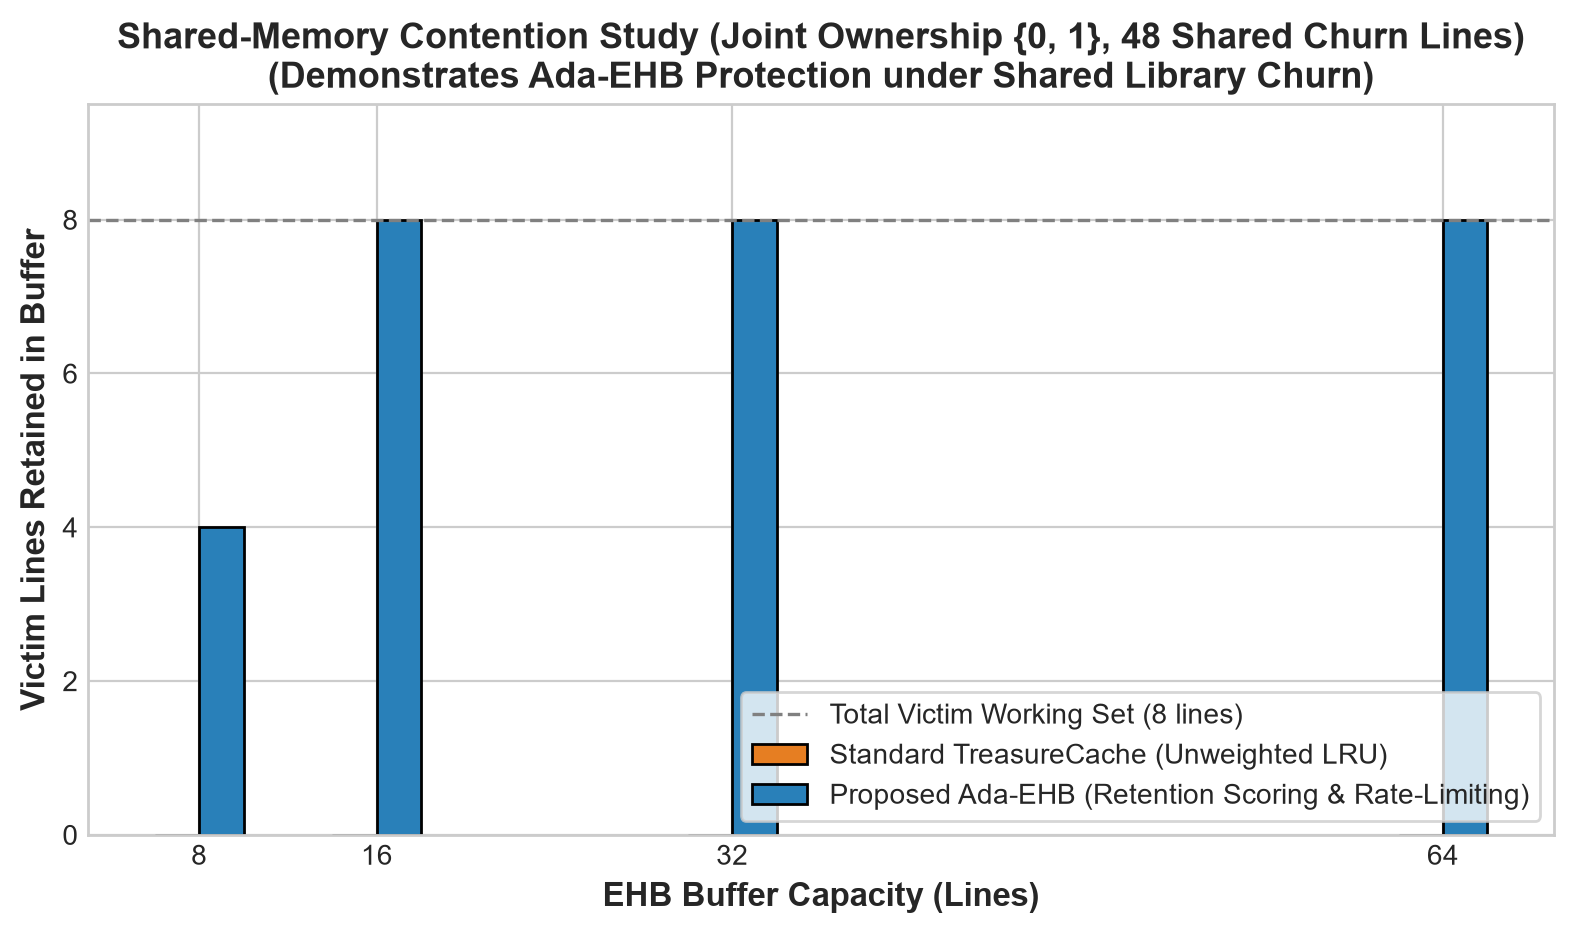 Shared-Memory Contention Study (Joint Ownership {0, 1}, 48 Shared Churn Lines)
(Demonstrates Ada-EHB Protection under Shared Library Churn)
Victim Lines Retained in Buffer
8
6
4
2
0
Total Victim Working Set (8 lines)
Standard TreasureCache (Unweighted LRU)
Proposed Ada-EHB (Retention Scoring & Rate-Limiting)
8 16 32 64
EHB Buffer Capacity (Lines)